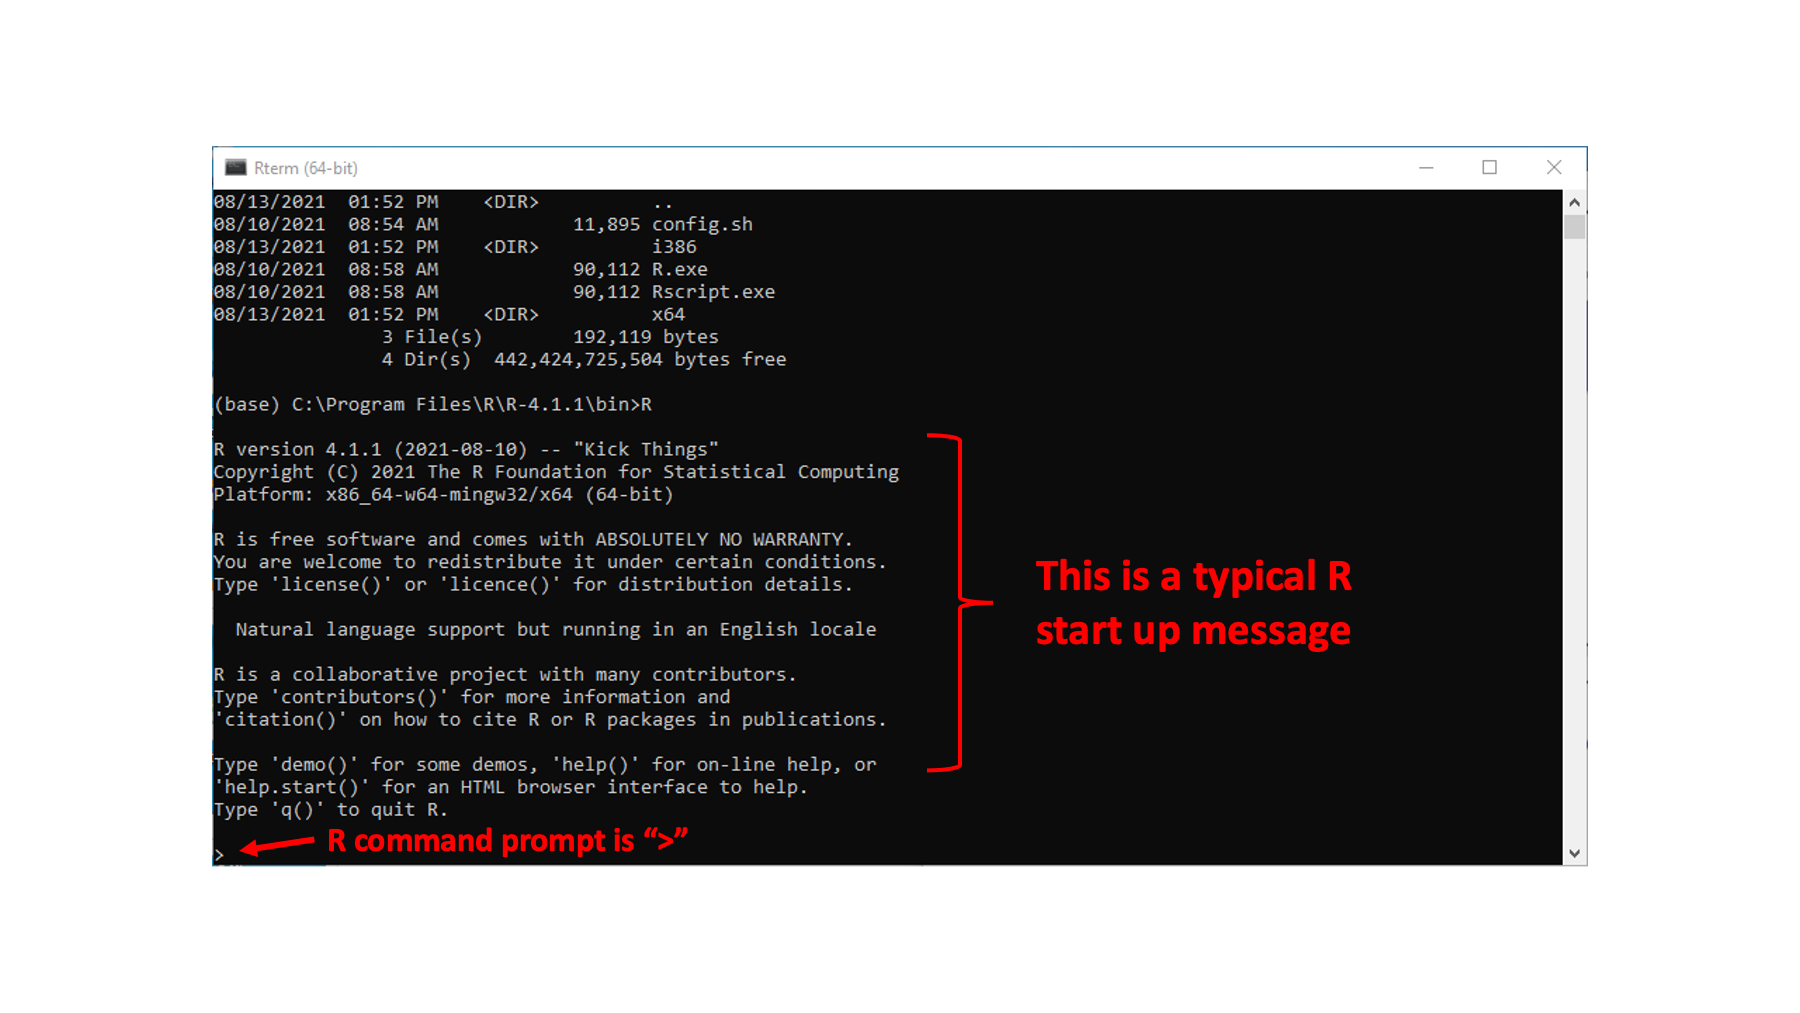 Rterm (64-bit)
08/13/2021  01:52 PM    <DIR>          ..
08/10/2021  08:54 AM            11,895 config.sh
08/13/2021  01:52 PM    <DIR>          i386
08/10/2021  08:58 AM            90,112 R.exe
08/10/2021  08:58 AM            90,112 Rscript.exe
08/13/2021  01:52 PM    <DIR>          x64
               3 File(s)        192,119 bytes
               4 Dir(s)  442,424,725,504 bytes free
(base) C:\Program Files\R\R-4.1.1\bin>R
R version 4.1.1 (2021-08-10) -- "Kick Things"
Copyright (C) 2021 The R Foundation for Statistical Computing
Platform: x86_64-w64-mingw32/x64 (64-bit)
R is free software and comes with ABSOLUTELY NO WARRANTY.
You are welcome to redistribute it under certain conditions.
Type 'license()' or 'licence()' for distribution details.
  Natural language support but running in an English locale
R is a collaborative project with many contributors.
Type 'contributors()' for more information and
'citation()' on how to cite R or R packages in publications.
Type 'demo()' for some demos, 'help()' for on-line help, or
'help.start()' for an HTML browser interface to help.
Type 'q()' to quit R.
>
This is a typical R
start up message
R command prompt is “>”